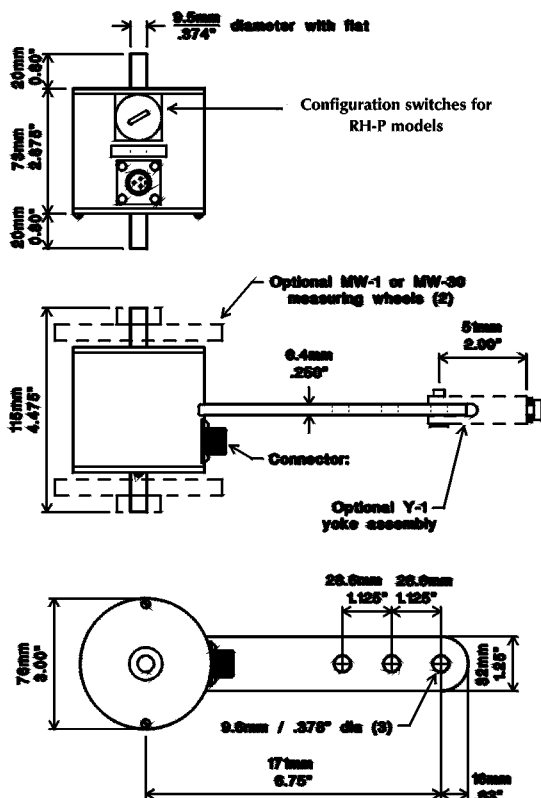 9.5mm
.374" diameter with flat
20mm
0.80"
Configuration switches for
RH-P models
73mm
2.875"
20mm
0.80"
Optional MW-1 or MW-30
measuring wheels (2)
51mm
2.00"
6.4mm
.250"
115mm
4.475"
Connector:
Optional Y-1
yoke assembly
28.6mm 28.6mm
1.125" 1.125"
76mm
3.00"
32mm
1.25"
9.6mm / .378" dia (3)
171mm
6.75"
16mm